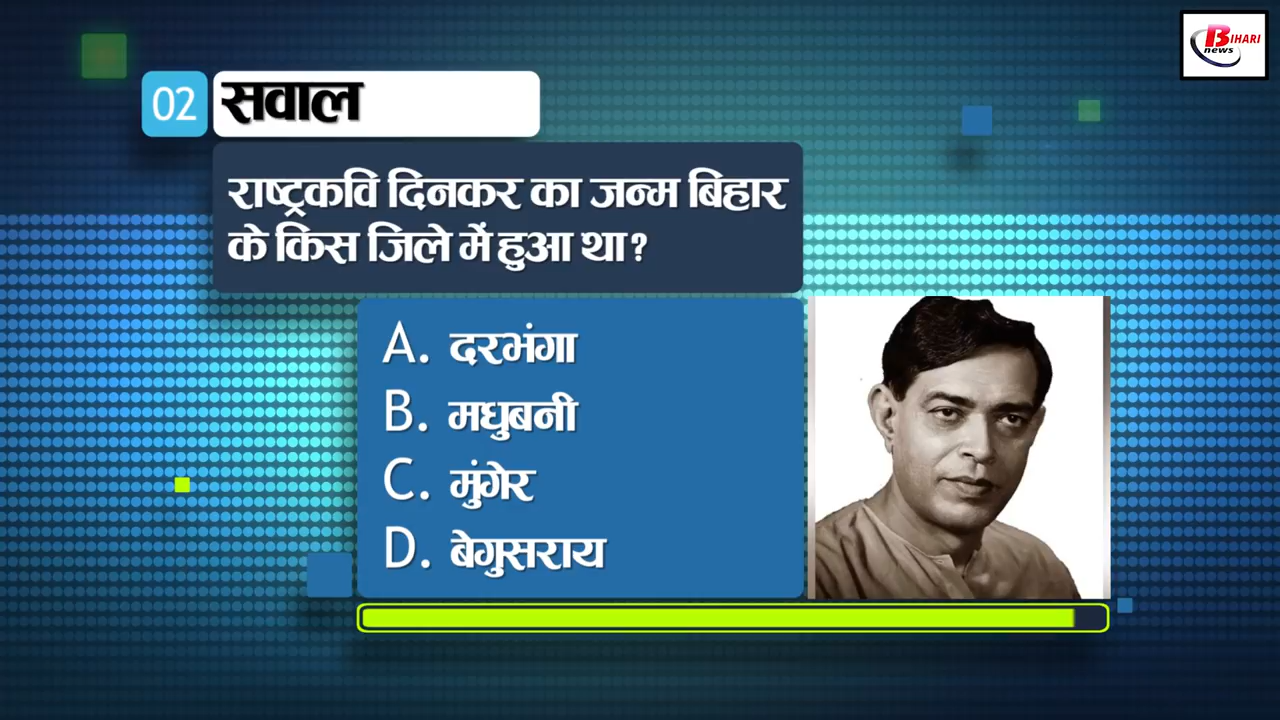 BIHARI
news
02 सवाल
राष्ट्रकवि दिनकर का जन्म बिहार
के किस जिले में हुआ था?
A. दरभंगा
B. मधुबनी
C. मुंगेर
D. बेगुसराय